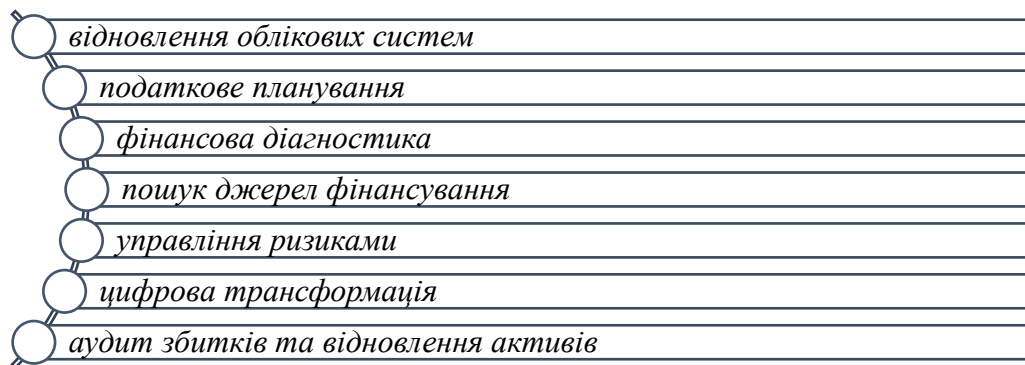 відновлення облікових систем
податкове планування
фінансова діагностика
пошук джерел фінансування
управління ризиками
цифрова трансформація
аудит збитків та відновлення активів